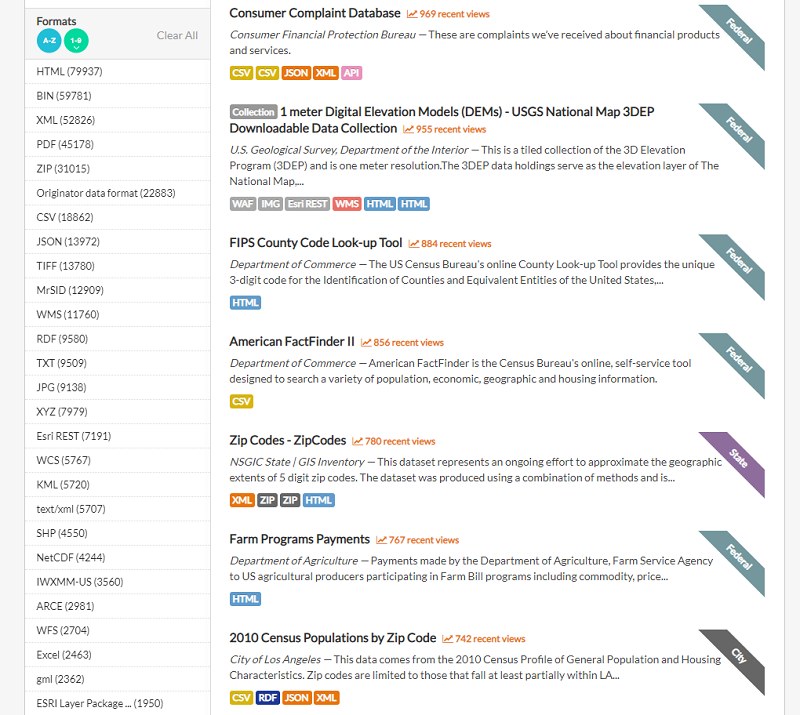 Formats
A-Z
1-9
Clear All
HTML (79937)
BIN (59781)
XML (52826)
PDF (45178)
ZIP (31015)
Originator data format (22883)
CSV (18862)
JSON (13972)
TIFF (13780)
MrSID (12909)
WMS (11760)
RDF (9580)
TXT (9509)
JPG (9138)
XYZ (7979)
Esri REST (7191)
WCS (5767)
KML (5720)
text/xml (5707)
SHP (4550)
NetCDF (4244)
IWXMM-US (3560)
ARCE (2981)
WFS (2704)
Excel (2463)
gml (2362)
ESRI Layer Package ... (1950)
Consumer Complaint Database 969 recent views
Federal
Consumer Financial Protection Bureau — These are complaints we've received about financial products
and services.
CSV CSV JSON XML API
Collection 1 meter Digital Elevation Models (DEMs) - USGS National Map 3DEP
Downloadable Data Collection 955 recent views
Federal
U.S. Geological Survey, Department of the Interior — This is a tiled collection of the 3D Elevation
Program (3DEP) and is one meter resolution.The 3DEP data holdings serve as the elevation layer of The
National Map,...
WAF IMG Esri REST WMS HTML HTML
FIPS County Code Look-up Tool 884 recent views
Federal
Department of Commerce — The US Census Bureau's online County Look-up Tool provides the unique
3-digit code for the Identification of Counties and Equivalent Entities of the United States,...
HTML
American FactFinder II 856 recent views
Federal
Department of Commerce — American FactFinder is the Census Bureau's online, self-service tool
designed to search a variety of population, economic, geographic and housing information.
CSV
Zip Codes - ZipCodes 780 recent views
State
NSGIC State | GIS Inventory — This dataset represents an ongoing effort to approximate the geographic
extents of 5 digit zip codes. The dataset was produced using a combination of methods and is...
XML ZIP ZIP HTML
Farm Programs Payments 767 recent views
Federal
Department of Agriculture — Payments made by the Department of Agriculture, Farm Service Agency
to US agricultural producers participating in Farm Bill programs including commodity, price...
HTML
2010 Census Populations by Zip Code 742 recent views
City
City of Los Angeles — This data comes from the 2010 Census Profile of General Population and Housing
Characteristics. Zip codes are limited to those that fall at least partially within LA...
CSV RDF JSON XML